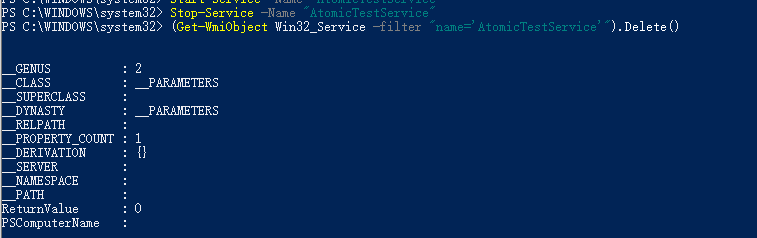 PS C:\WINDOWS\system32> Start-Service -Name "AtomicTestService"
PS C:\WINDOWS\system32> Stop-Service -Name "AtomicTestService"
PS C:\WINDOWS\system32> (Get-WmiObject Win32_Service -filter "name='AtomicTestService'").Delete()
__GENUS : 2
__CLASS : __PARAMETERS
__SUPERCLASS :
__DYNASTY : __PARAMETERS
__RELPATH :
__PROPERTY_COUNT : 1
__DERIVATION : {}
__SERVER :
__NAMESPACE :
__PATH :
ReturnValue : 0
PSComputerName :